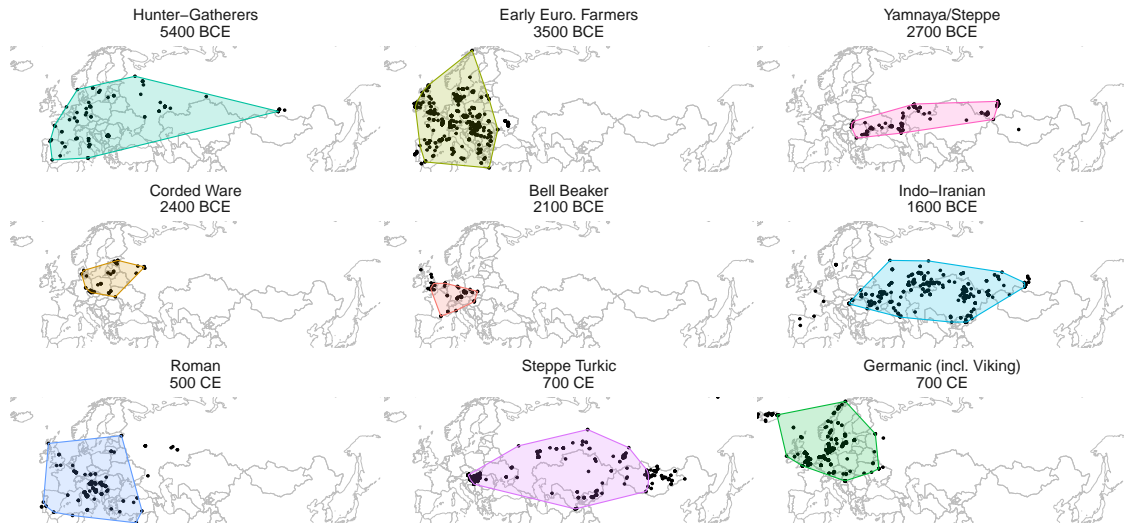 Hunter−Gatherers
5400 BCE
Early Euro. Farmers
3500 BCE
Yamnaya/Steppe
2700 BCE
Corded Ware
2400 BCE
Bell Beaker
2100 BCE
Indo−Iranian
1600 BCE
Roman
500 CE
Steppe Turkic
700 CE
Germanic (incl. Viking)
700 CE